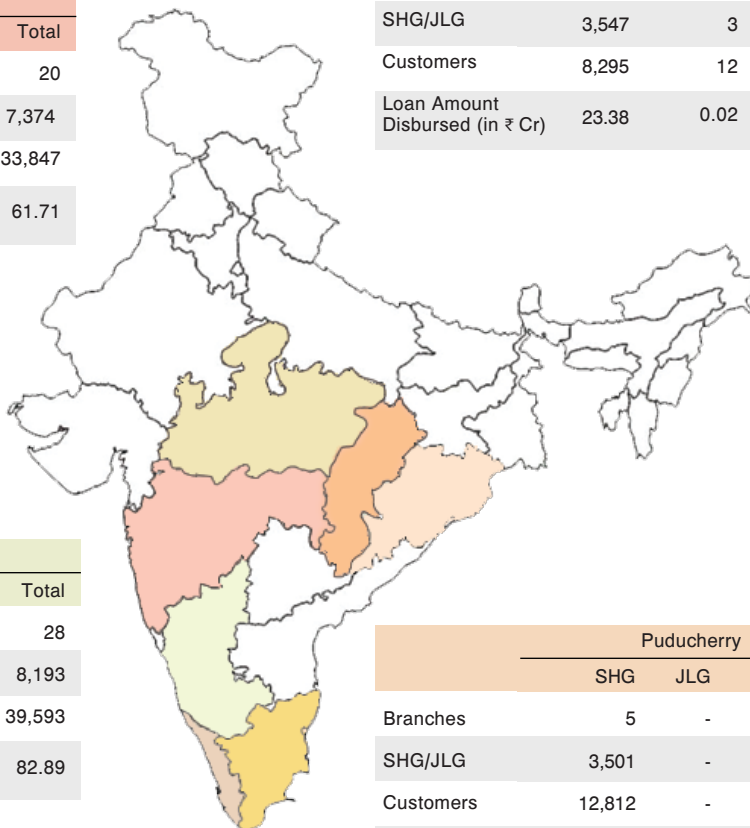 Total
20
7,374
33,847
61.71
SHG/JLG 3,547 3
Customers 8,295 12
Loan Amount
Disbursed (in ₹ Cr) 23.38 0.02
Total
28
8,193
39,593
82.89
Puducherry
SHG JLG
Branches 5 -
SHG/JLG 3,501 -
Customers 12,812 -